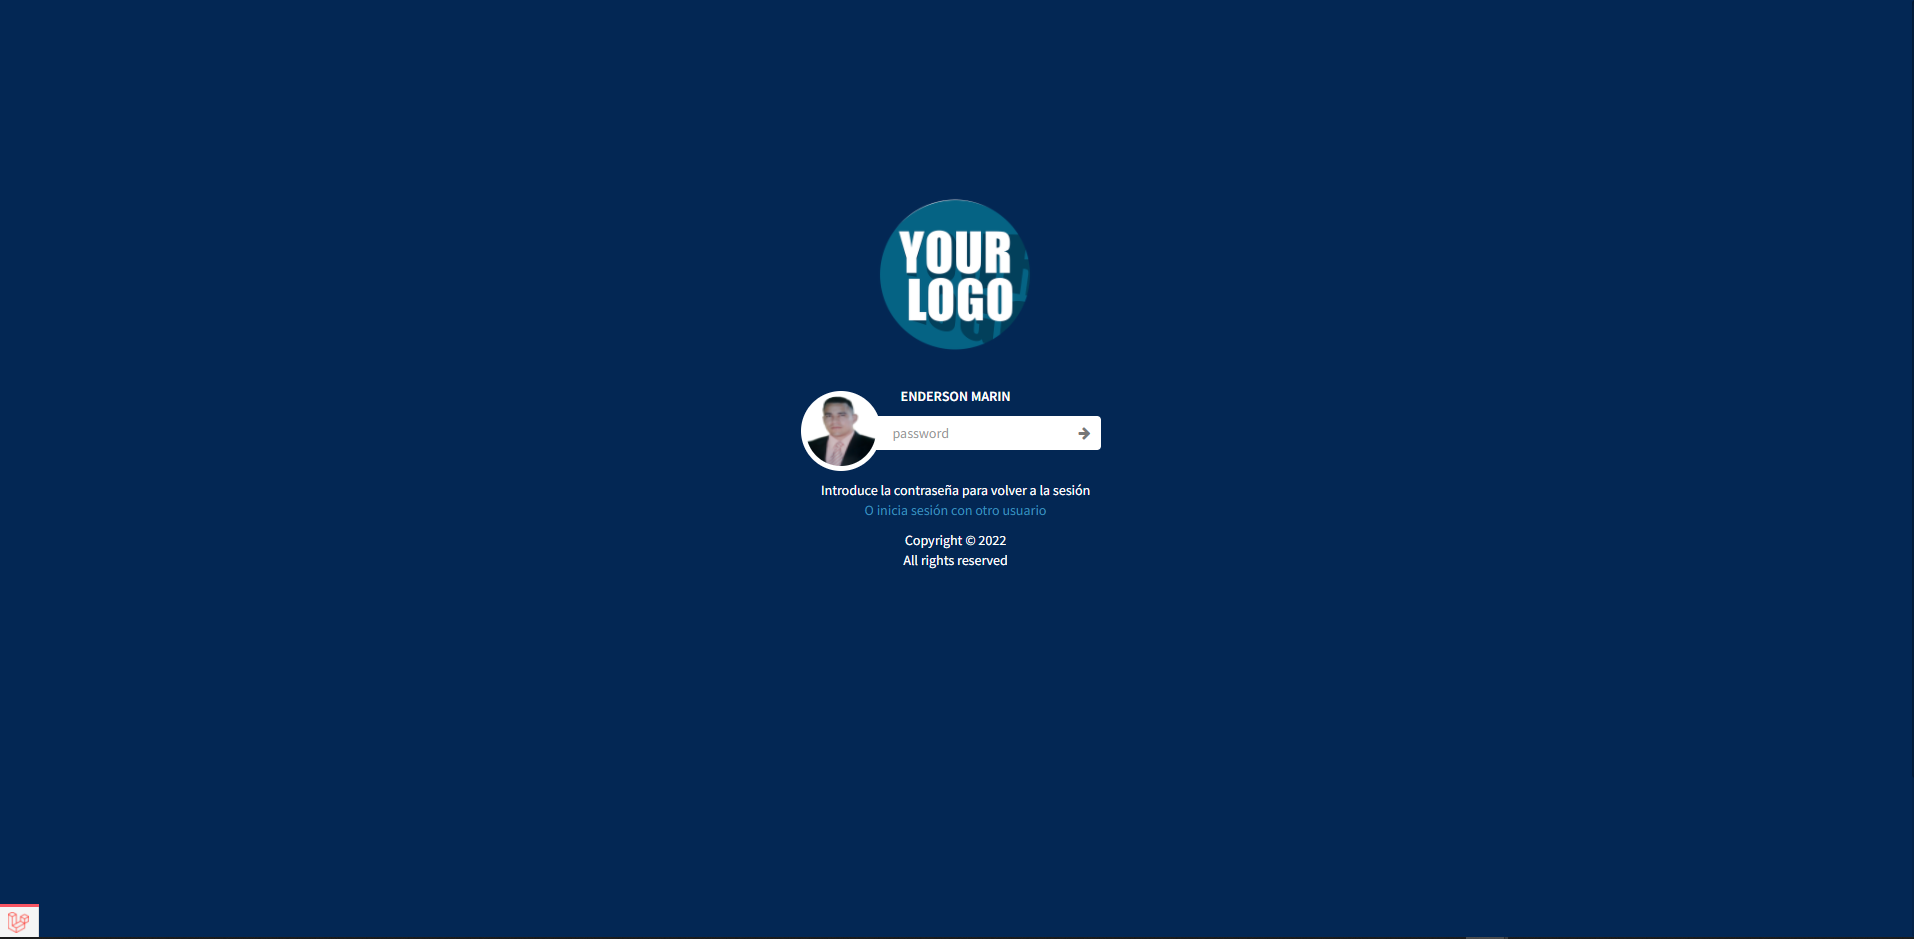 YOUR
LOGO
ENDERSON MARIN
password
Introduce la contraseña para volver a la sesión
O inicia sesión con otro usuario
Copyright © 2022
All rights reserved